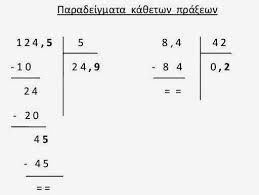 Παραδείγματα κάθετων πράξεων
124,5 5 8,4 42
-10 24,9 - 84 0,2
24 = =
- 20
45
- 45
= =